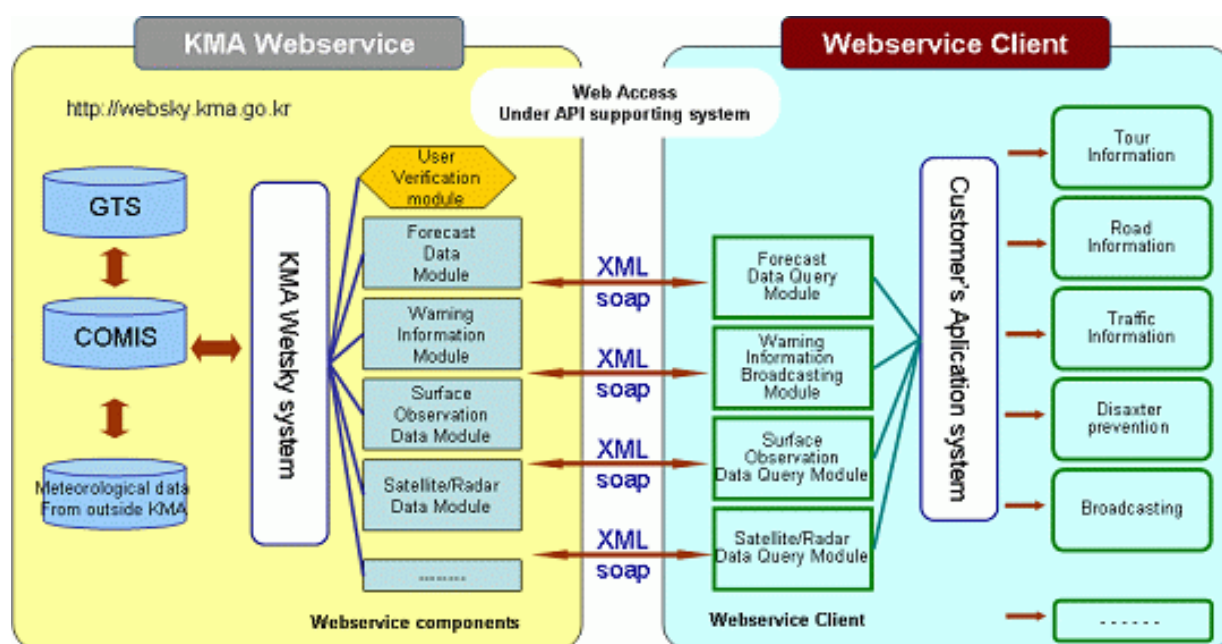 KMA Webservice
Webservice Client
Web Access
Under API supporting system
http://websky.kma.go.kr
GTS
COMIS
Meteorological data
From outside KMA
KMA Wetsky system
User
Verification
module
Forecast
Data
Module
Warning
Information
Module
Surface
Observation
Data Module
Satellite/Radar
Data Module
........
Webservice components
XML
soap
XML
soap
XML
soap
XML
soap
Forecast
Data Query
Module
Warning
Information
Broadcasting
Module
Surface
Observation
Data Query Module
Satellite/Radar
Data Query Module
Webservice Client
Customer's Aplication system
Tour
Information
Road
Information
Traffic
Information
Disaxter
prevention
Broadcasting
- - - - - -